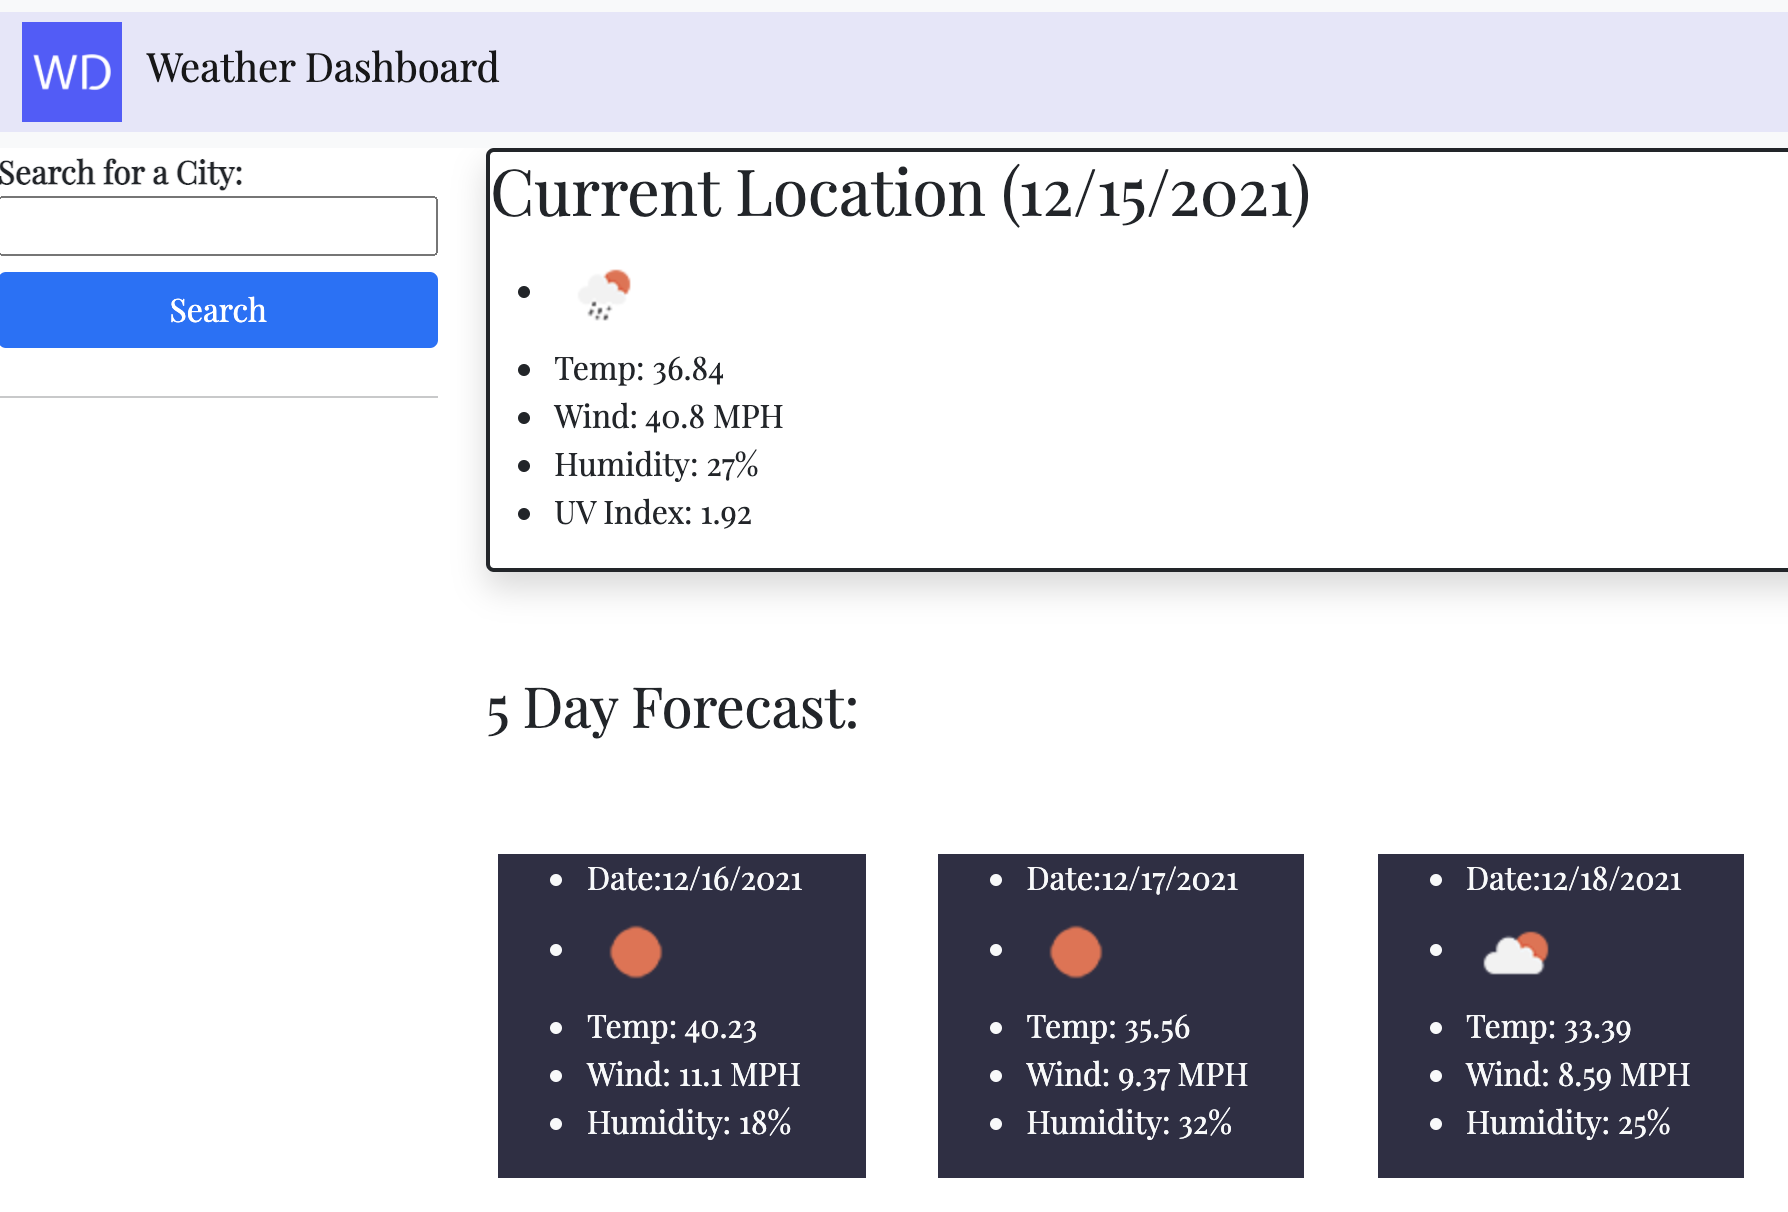 WD
Weather Dashboard
Search for a City:
Search
Current Location (12/15/2021)
Temp: 36.84
Wind: 40.8 MPH
Humidity: 27%
UV Index: 1.92
5 Day Forecast:
Date:12/16/2021
Temp: 40.23
Wind: 11.1 MPH
Humidity: 18%
Date:12/17/2021
Temp: 35.56
Wind: 9.37 MPH
Humidity: 32%
Date:12/18/2021
Temp: 33.39
Wind: 8.59 MPH
Humidity: 25%